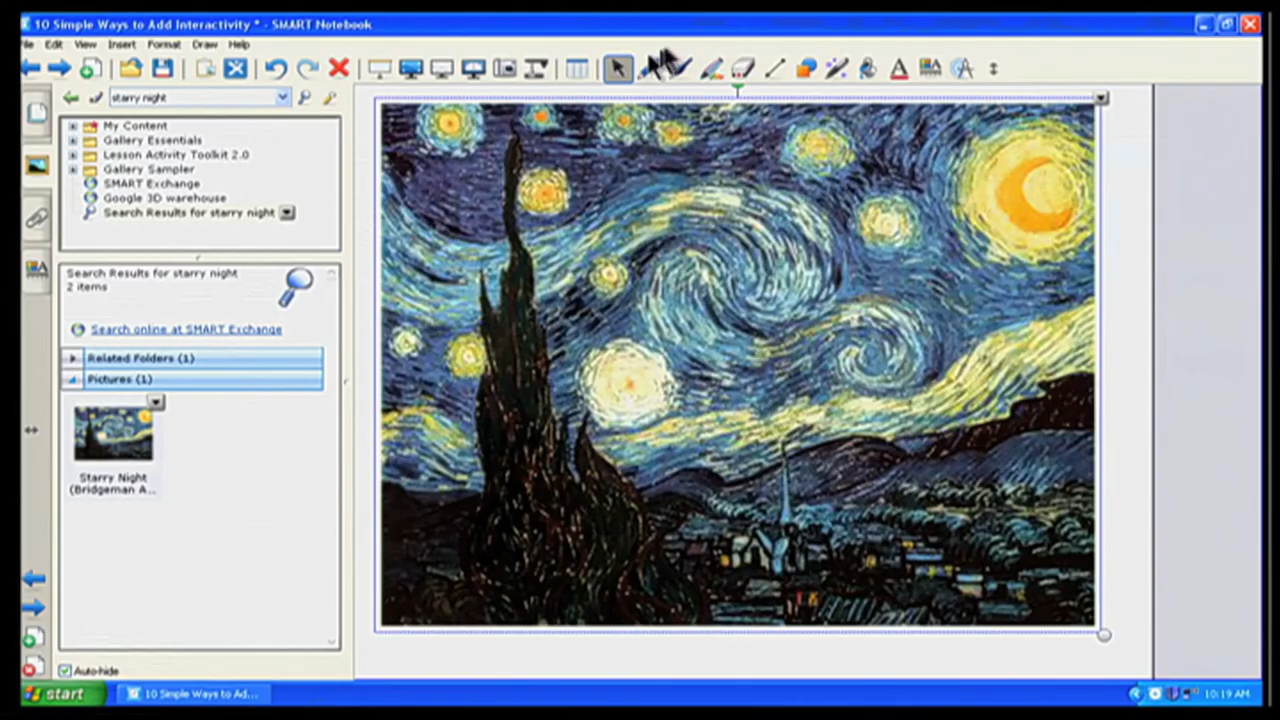 10 Simple Ways to Add Interactivity * - SMART Notebook
File Edit View Insert Format Draw Help
starry night
My Content
Gallery Essentials
Lesson Activity Toolkit 2.0
Gallery Sampler
SMART Exchange
Google 3D warehouse
Search Results for starry night
Search Results for starry night
2 items
Search online at SMART Exchange
Related Folders (1)
Pictures (1)
Starry Night
(Bridgeman A...
Auto-hide
start
10 Simple Ways to Ad...
10:19 AM